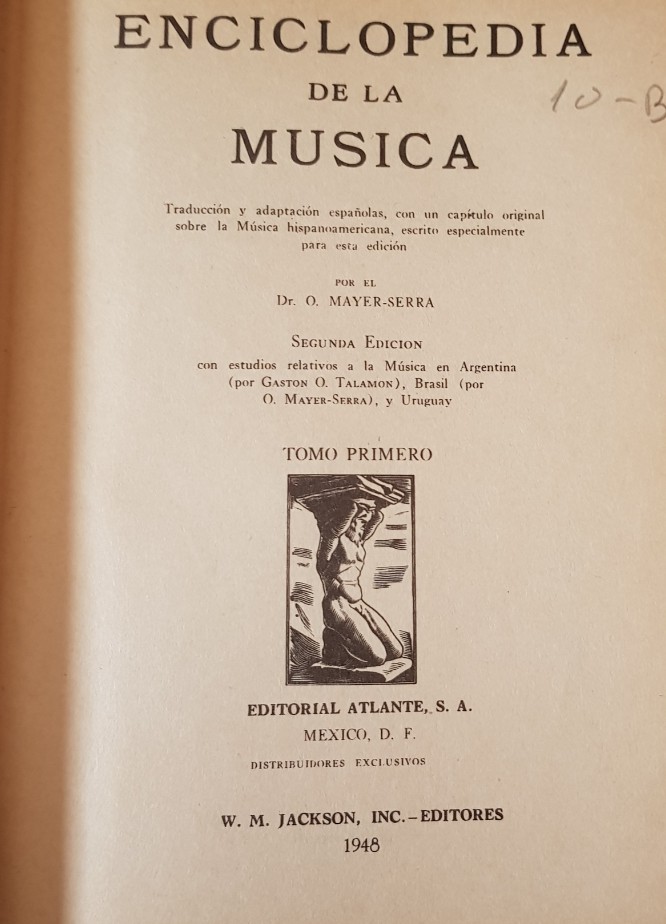 ENCICLOPEDIA
DE LA
10-B
MUSICA
Traducción y adaptación españolas, con un capítulo original
sobre la Música hispanoamericana, escrito especialmente
para esta edición
POR EL
Dr. O. MAYER-SERRA
SEGUNDA EDICION
con estudios relativos a la Música en Argentina
(por GASTON O. TALAMON), Brasil (por
O. MAYER-SERRA), y Uruguay
TOMO PRIMERO
EDITORIAL ATLANTE, S. A.
MEXICO, D. F.
DISTRIBUIDORES EXCLUSIVOS
W. M. JACKSON, INC.-EDITORES
1948